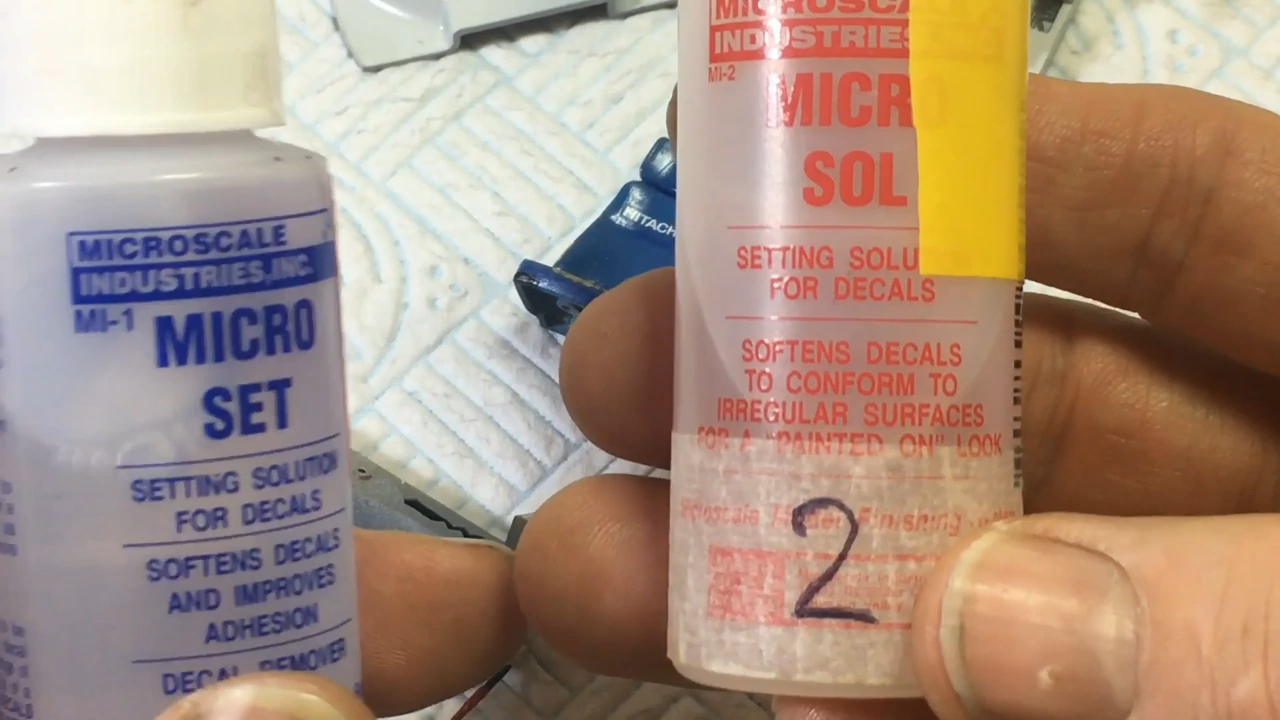 MICROSCALE
INDUSTRIES, INC.
MI-1
MICRO
SET
SETTING SOLUTION
FOR DECALS
SOFTENS DECALS
AND IMPROVES
ADHESION
DECAL REMOVER
HITACH
MICROSCA
INDUSTRIES
MI-2
MICRO
SOL
SETTING SOLU
FOR DECALS
SOFTENS DECALS
TO CONFORM TO
IRREGULAR SURFACES
FOR A "PAINTED ON" LOOK
Finishing
2